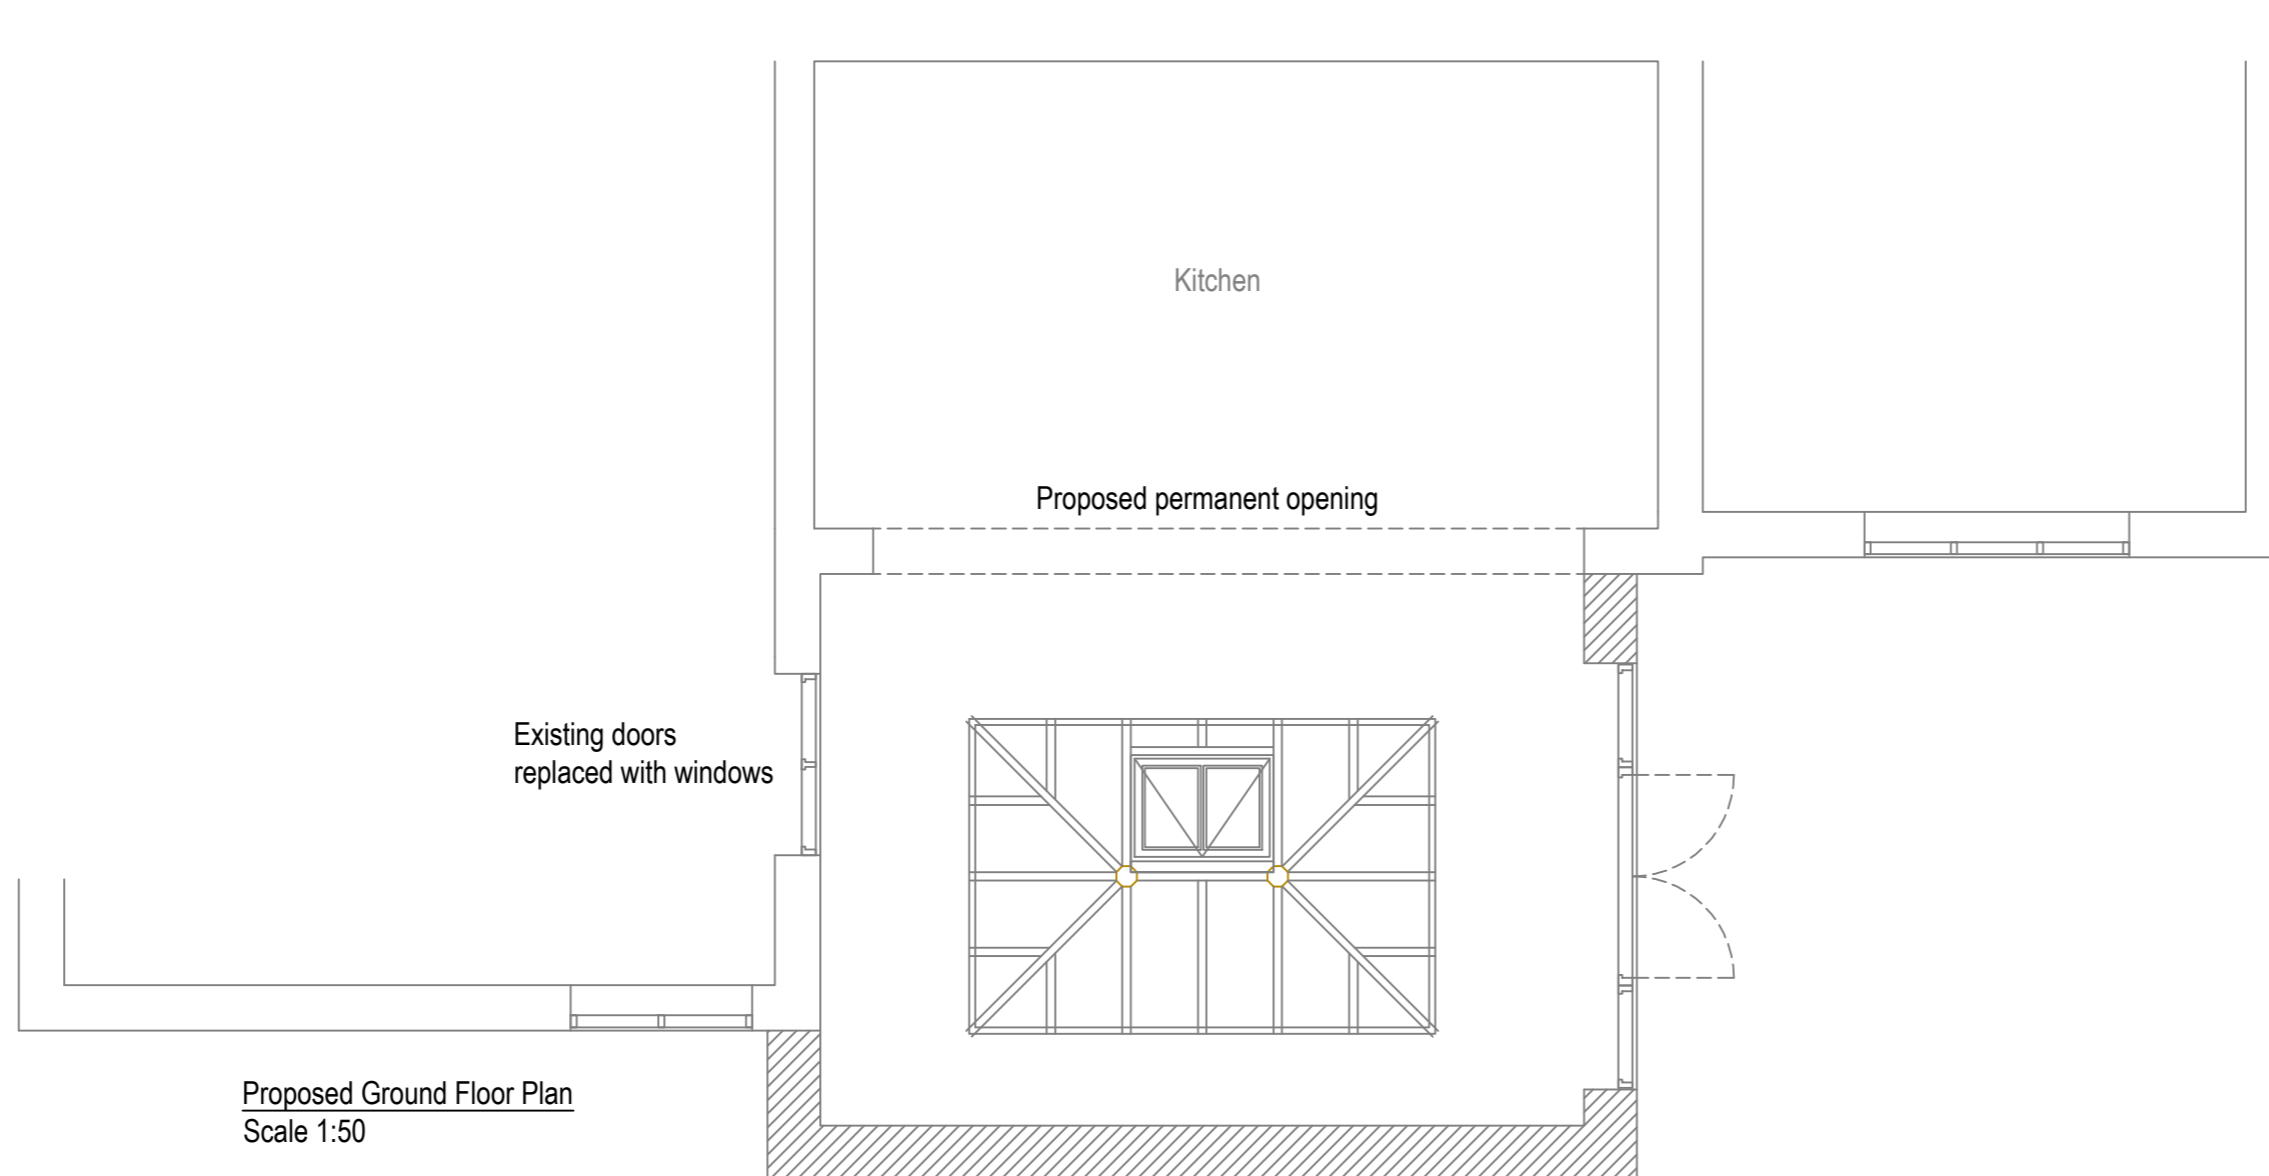 Kitchen
Proposed permanent opening
Existing doors
replaced with windows
Proposed Ground Floor Plan
Scale 1:50